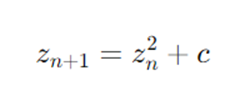 $z_{n+1} = z_n^2 + c$